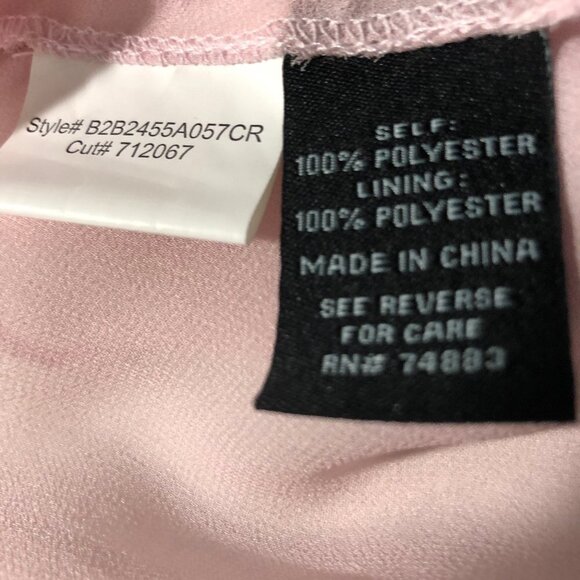 Style# B2B2455A057CR
Cut# 712067
SELF:
100% POLYESTER
LINING:
100% POLYESTER
MADE IN CHINA
SEE REVERSE
FOR CARE
RN# 74883